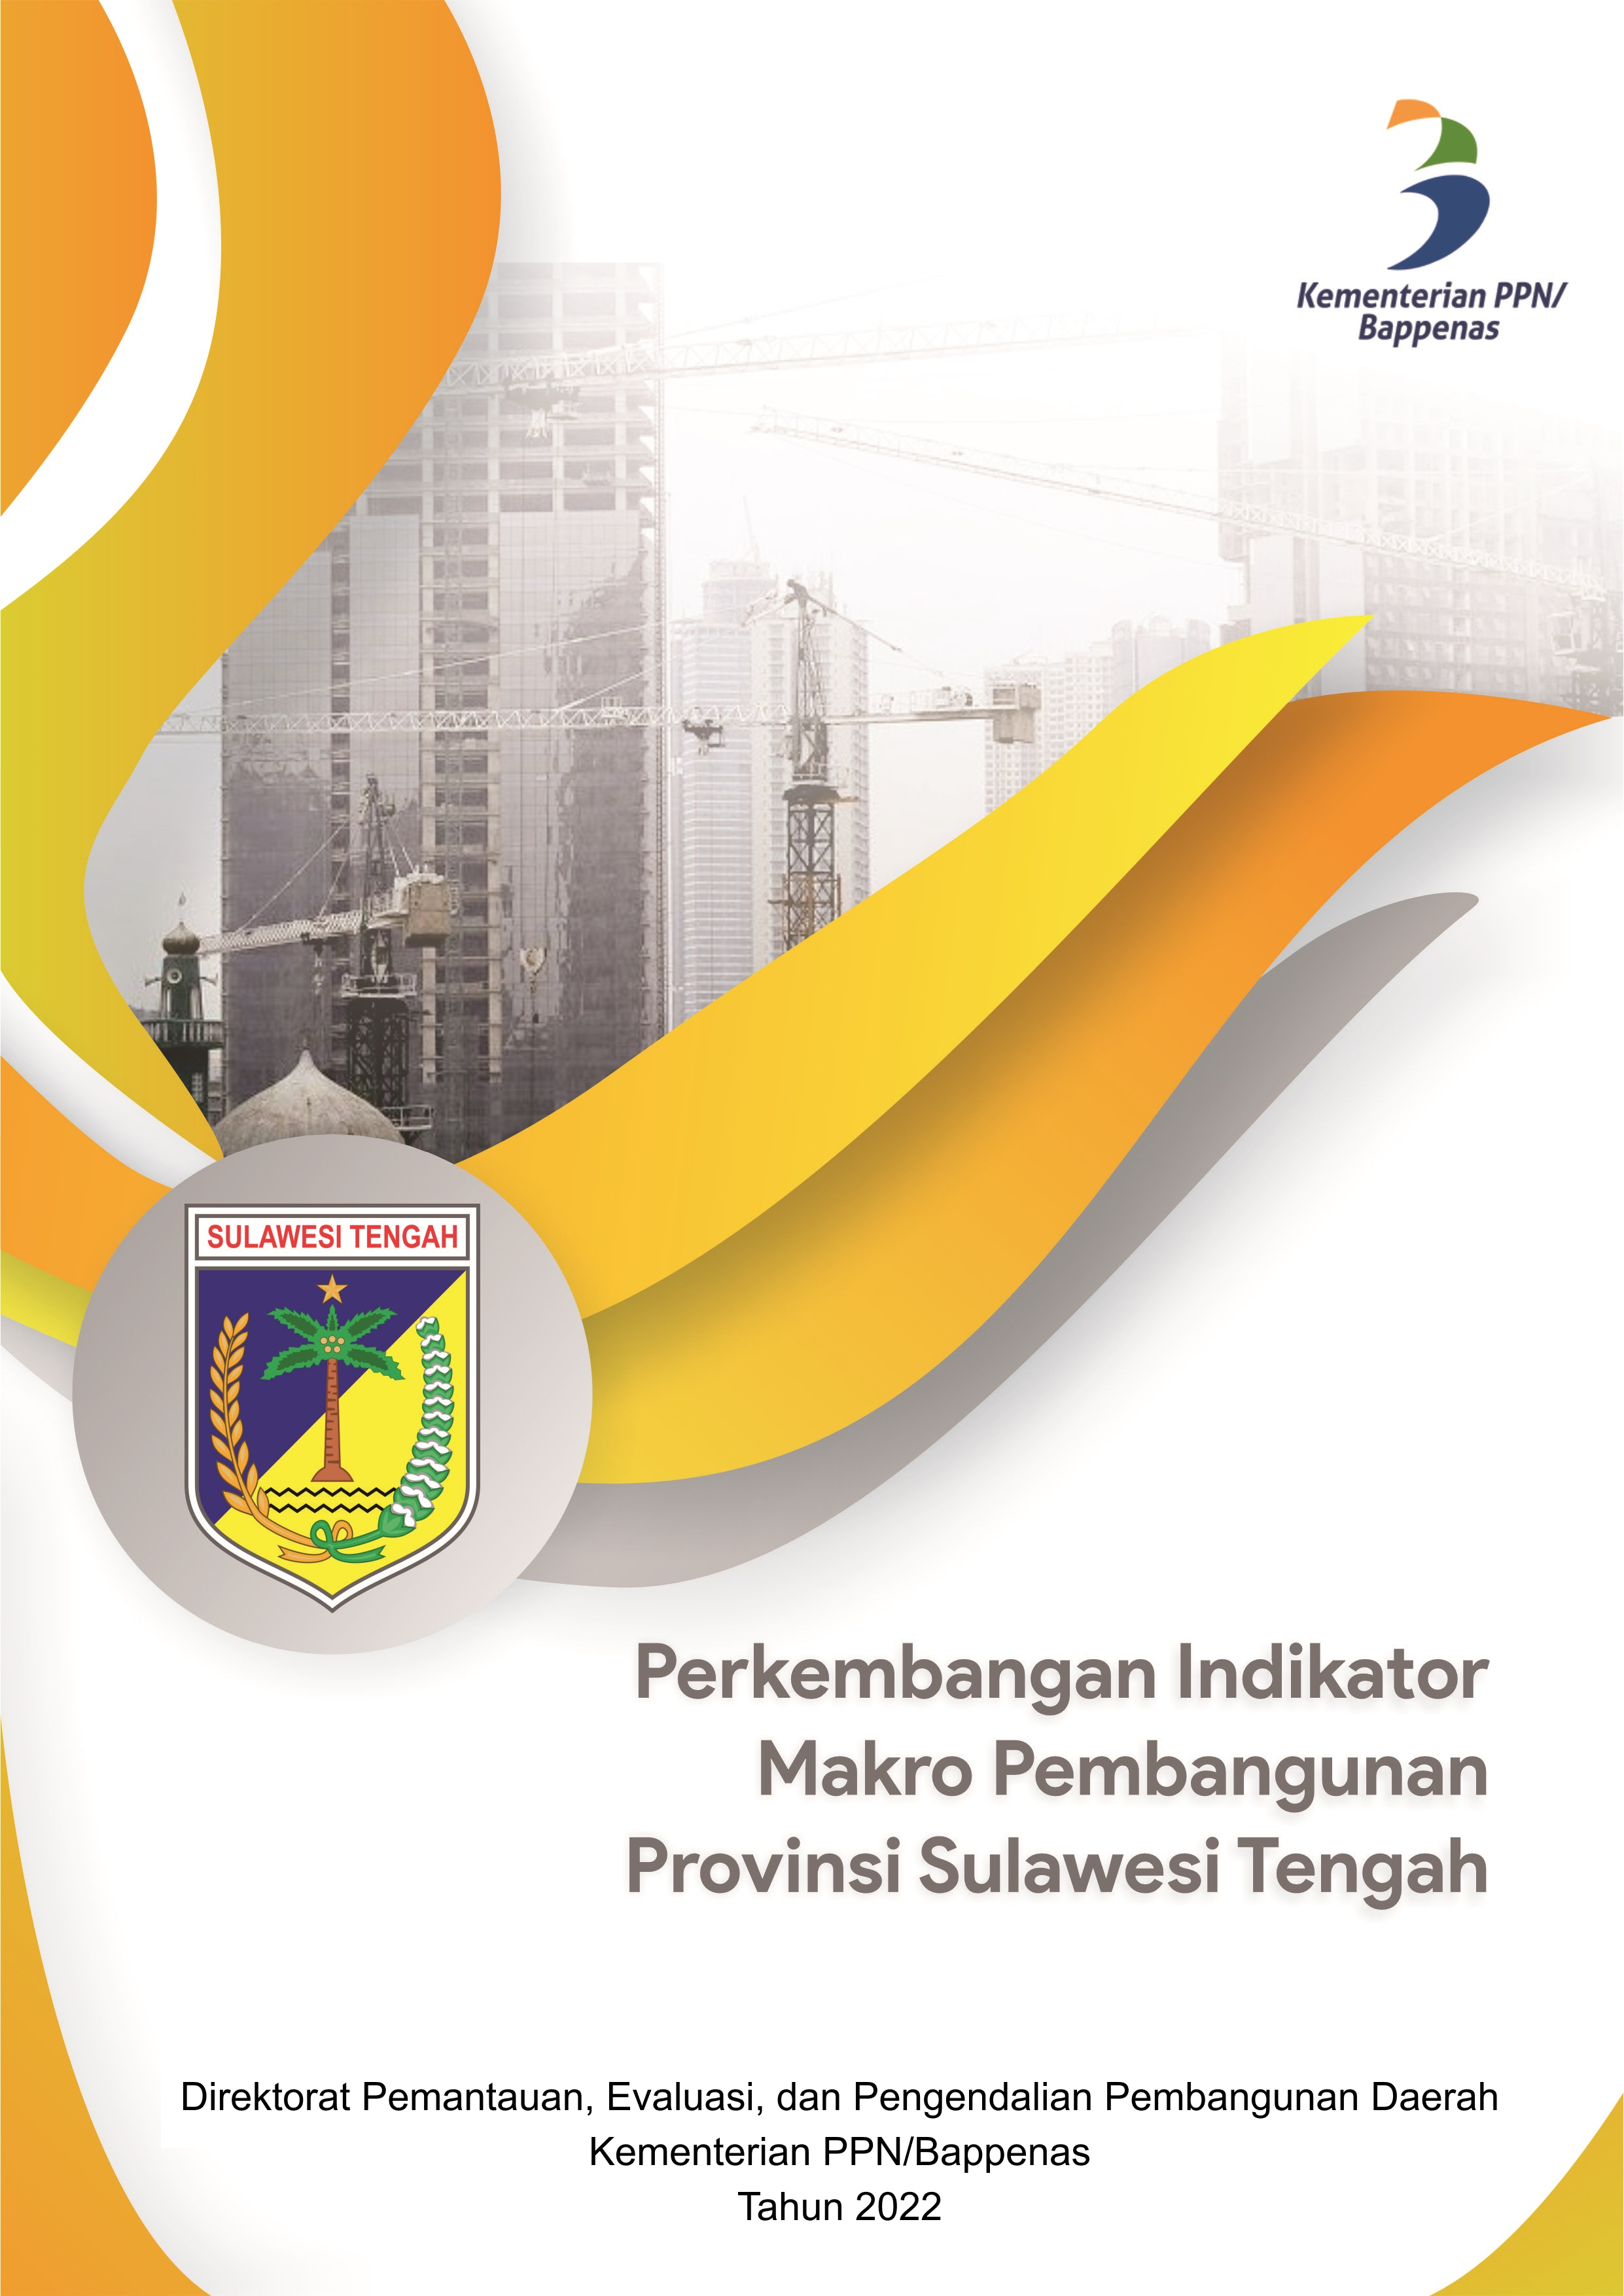 Kementerian PPN/
Bappenas
SULAWESI TENGAH
Perkembangan Indikator
Makro Pembangunan
Provinsi Sulawesi Tengah
Direktorat Pemantauan, Evaluasi, dan Pengendalian Pembangunan Daerah
Kementerian PPN/Bappenas
Tahun 2022